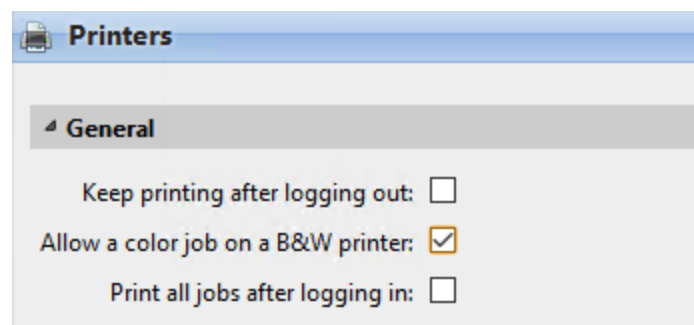 Printers
General
Keep printing after logging out:
Allow a color job on a B&W printer:
Print all jobs after logging in: